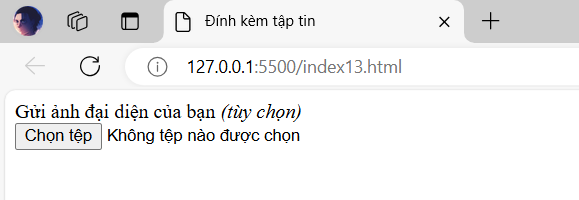 Đính kèm tập tin
127.0.0.1:5500/index13.html
Gửi ảnh đại diện của bạn (tùy chọn)
Chọn tệp Không tệp nào được chọn